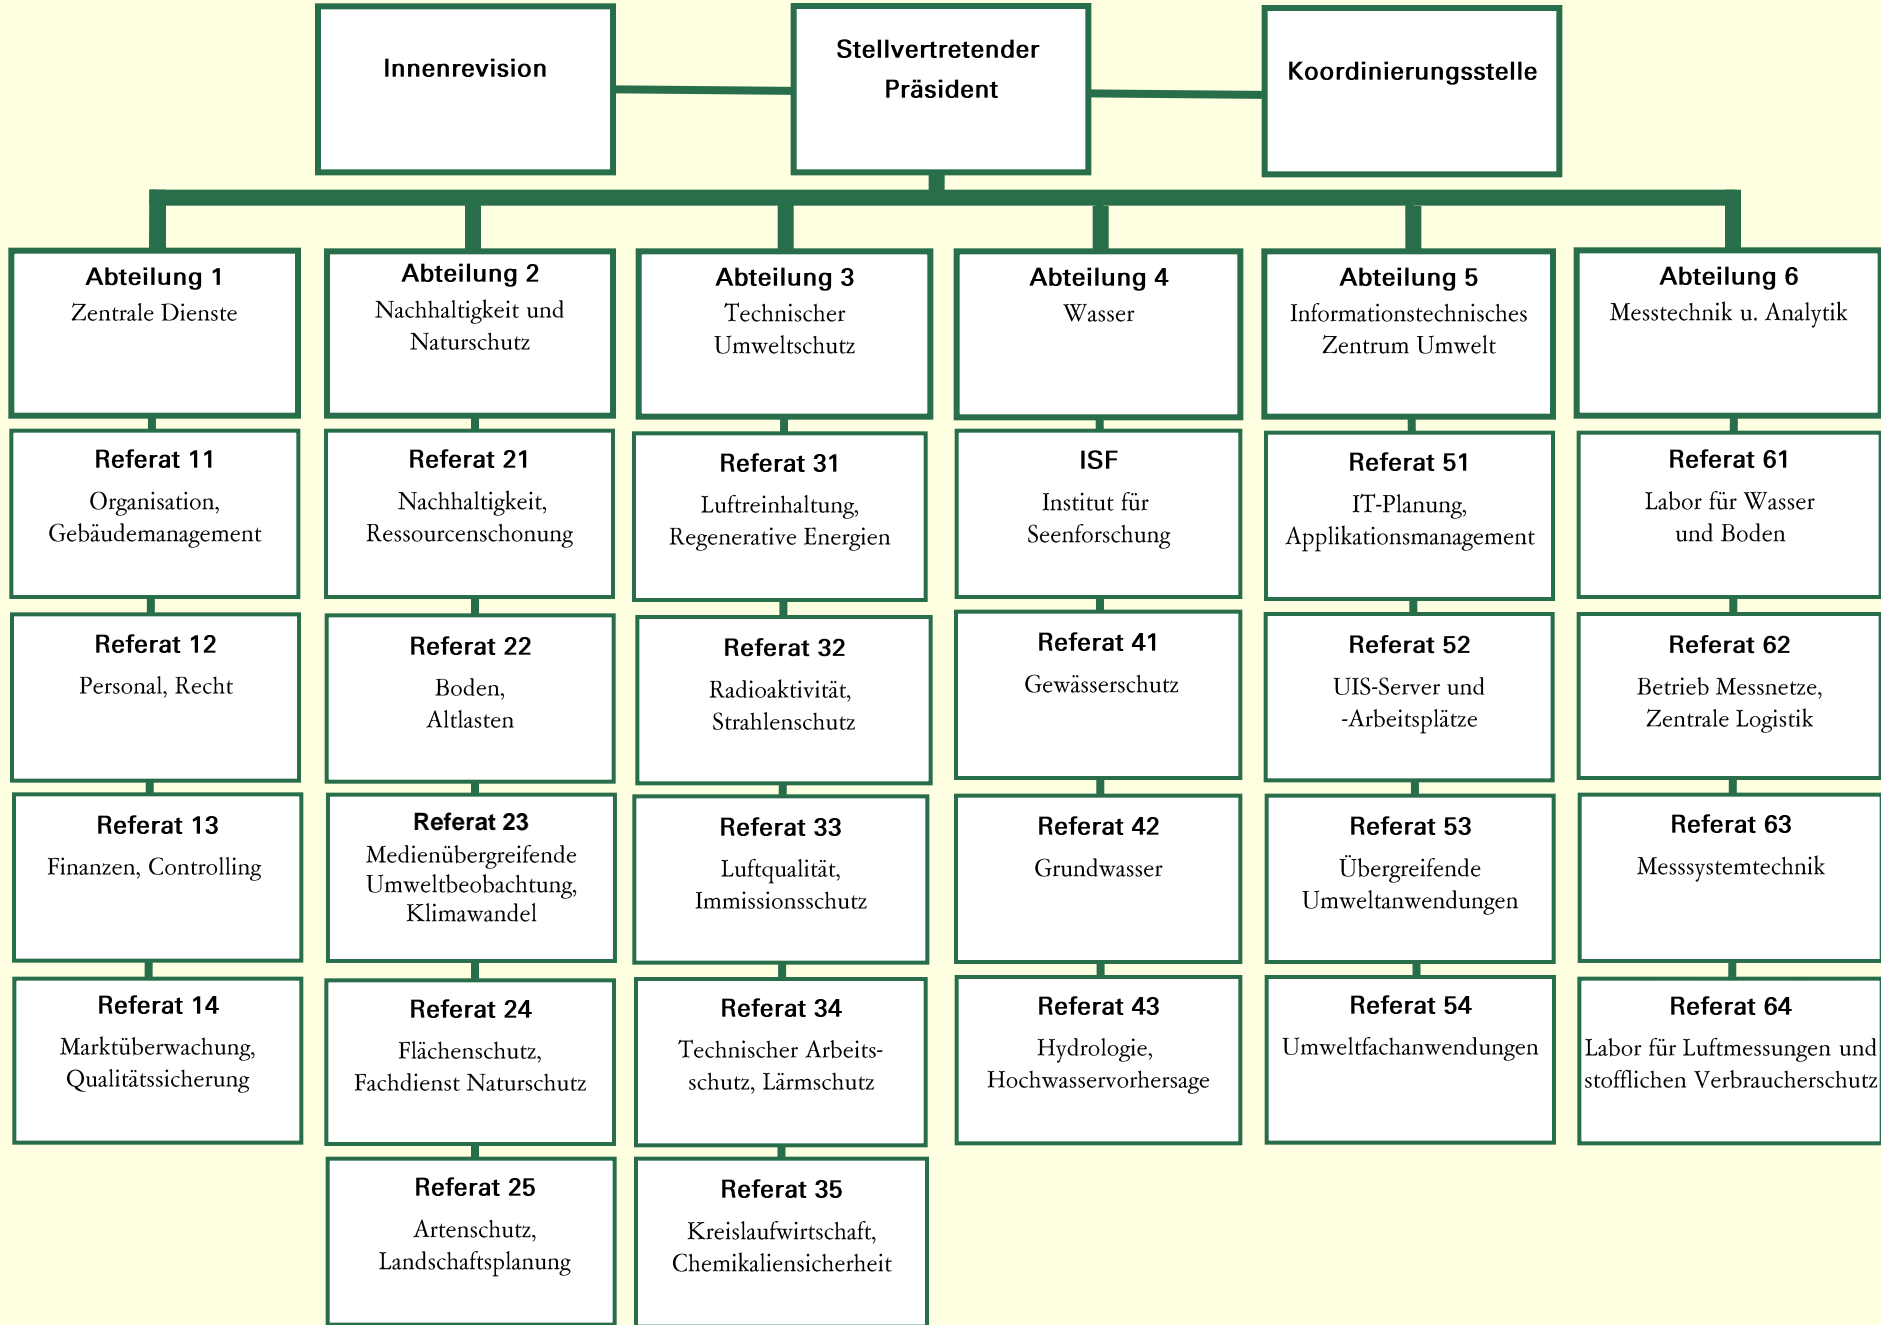 Innenrevision
Stellvertretender
Präsident
Koordinierungsstelle
Abteilung 1
Zentrale Dienste
Abteilung 2
Nachhaltigkeit und
Naturschutz
Abteilung 3
Technischer
Umweltschutz
Abteilung 4
Wasser
Abteilung 5
Informationstechnisches
Zentrum Umwelt
Abteilung 6
Messtechnik u. Analytik
Referat 11
Organisation,
Gebäudemanagement
Referat 21
Nachhaltigkeit,
Ressourcenschonung
Referat 31
Luftreinhaltung,
Regenerative Energien
ISF
Institut für
Seenforschung
Referat 51
IT-Planung,
Applikationsmanagement
Referat 61
Labor für Wasser
und Boden
Referat 12
Personal, Recht
Referat 22
Boden,
Altlasten
Referat 32
Radioaktivität,
Strahlenschutz
Referat 41
Gewässerschutz
Referat 52
UIS-Server und
-Arbeitsplätze
Referat 62
Betrieb Messnetze,
Zentrale Logistik
Referat 13
Finanzen, Controlling
Referat 23
Medienübergreifende
Umweltbeobachtung,
Klimawandel
Referat 33
Luftqualität,
Immissionsschutz
Referat 42
Grundwasser
Referat 53
Übergreifende
Umweltanwendungen
Referat 63
Messsystemtechnik
Referat 14
Marktüberwachung,
Qualitätssicherung
Referat 24
Flächenschutz,
Fachdienst Naturschutz
Referat 34
Technischer Arbeits-
schutz, Lärmschutz
Referat 43
Hydrologie,
Hochwasservorhersage
Referat 54
Umweltfachanwendungen
Referat 64
Labor für Luftmessungen und
stofflichen Verbraucherschutz
Referat 25
Artenschutz,
Landschaftsplanung
Referat 35
Kreislaufwirtschaft,
Chemikaliensicherheit